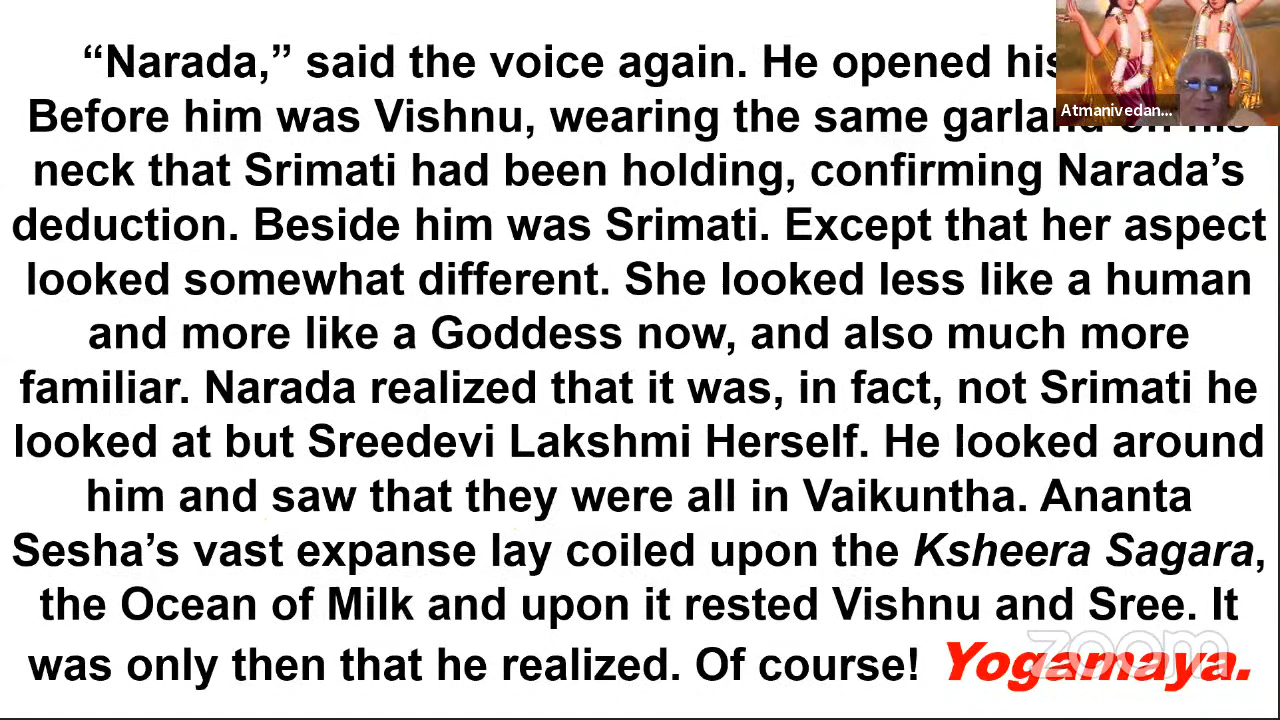 “Narada,” said the voice again. He opened his
Before him was Vishnu, wearing the same garland on his
neck that Srimati had been holding, confirming Narada’s
deduction. Beside him was Srimati. Except that her aspect
looked somewhat different. She looked less like a human
and more like a Goddess now, and also much more
familiar. Narada realized that it was, in fact, not Srimati he
looked at but Sreedevi Lakshmi Herself. He looked around
him and saw that they were all in Vaikuntha. Ananta
Sesha’s vast expanse lay coiled upon the Ksheera Sagara,
the Ocean of Milk and upon it rested Vishnu and Sree. It
was only then that he realized. Of course! Yogamaya.
Atmanivedan...
zoom